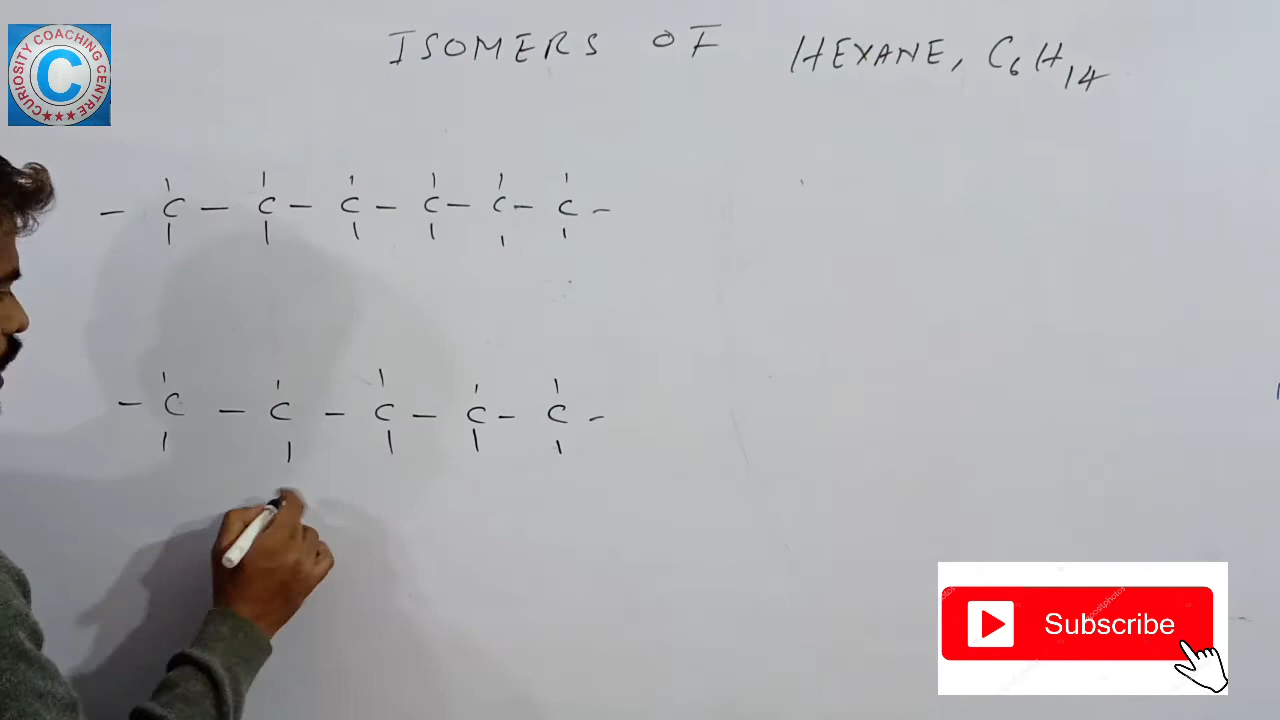 CURIOSITY COACHING CENTRE
C
ISOMERS OF HEXANE, C6H14
- C - C - C - C - C - C -
- C - C - C - C - C -
Subscribe